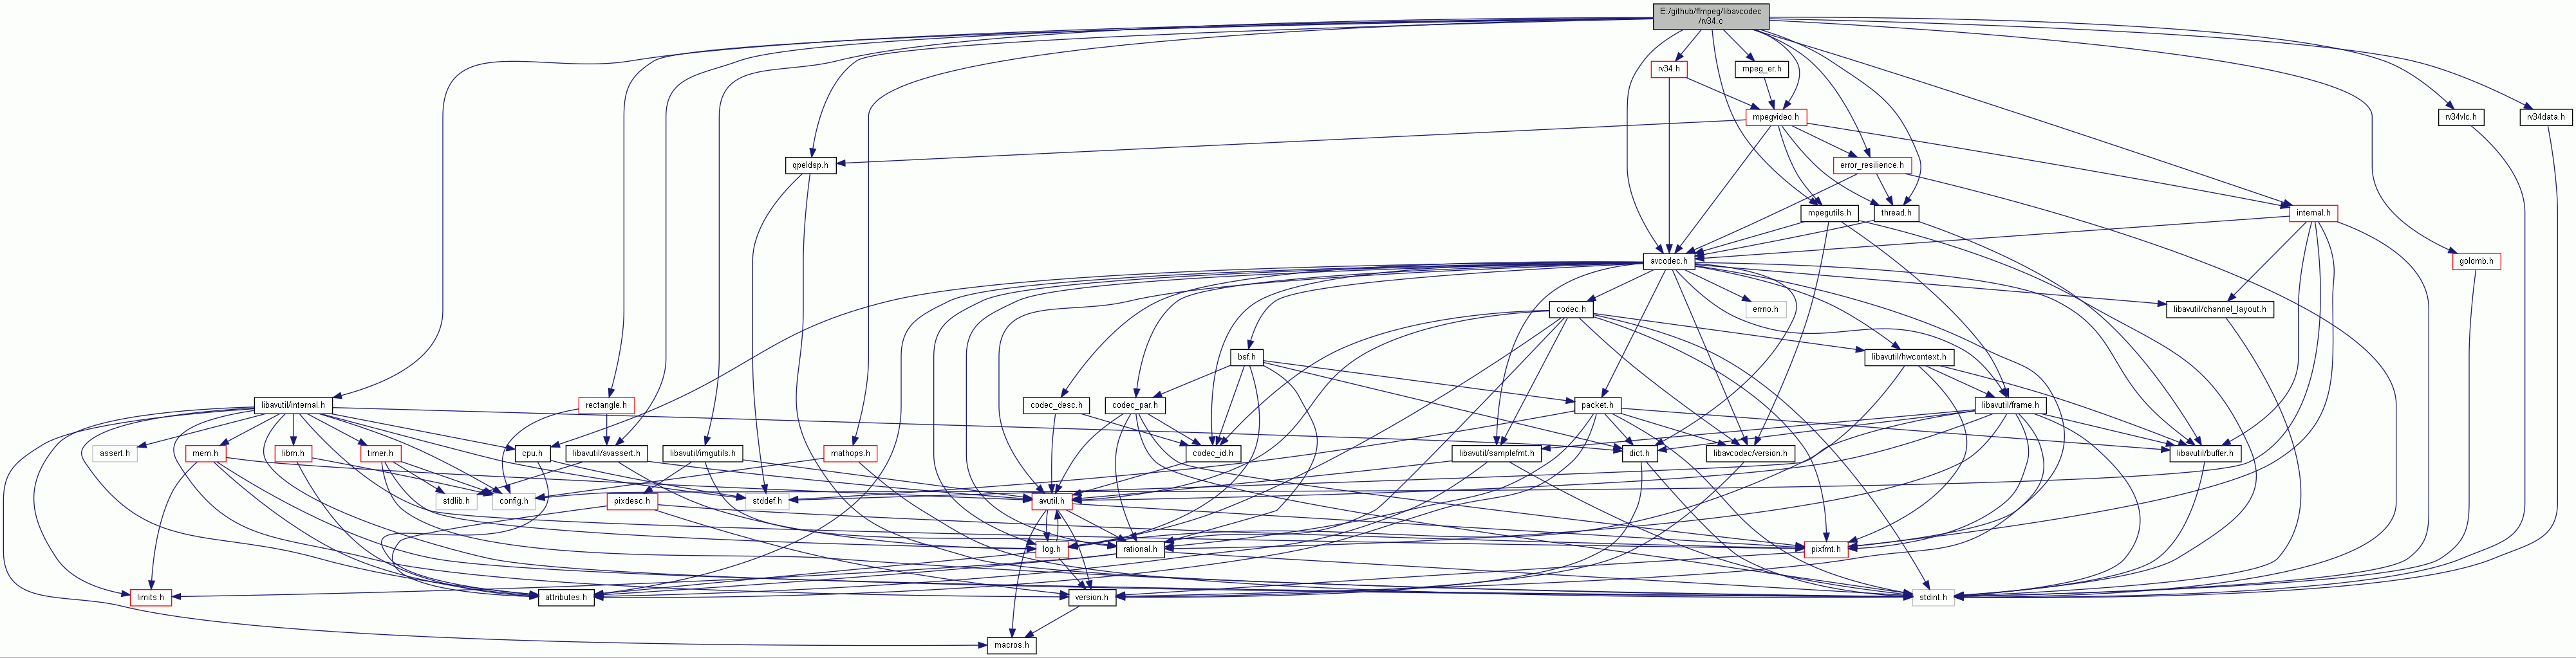 E:/github/ffmpeg/libavcodec
/rv34.c
rv34.h
mpeg_er.h
mpegvideo.h
rv34vlc.h
rv34data.h
qpeldsp.h
error_resilience.h
mpegutils.h
thread.h
internal.h
avcodec.h
golomb.h
codec.h
errno.h
libavutil/channel_layout.h
bsf.h
libavutil/hwcontext.h
libavutil/internal.h
rectangle.h
codec_desc.h
codec_par.h
packet.h
libavutil/frame.h
assert.h
mem.h
libm.h
timer.h
cpu.h
libavutil/avassert.h
libavutil/imgutils.h
mathops.h
codec_id.h
libavutil/samplefmt.h
dict.h
libavcodec/version.h
libavutil/buffer.h
stdlib.h
config.h
pixdesc.h
stddef.h
avutil.h
log.h
rational.h
pixfmt.h
limits.h
attributes.h
version.h
stdint.h
macros.h